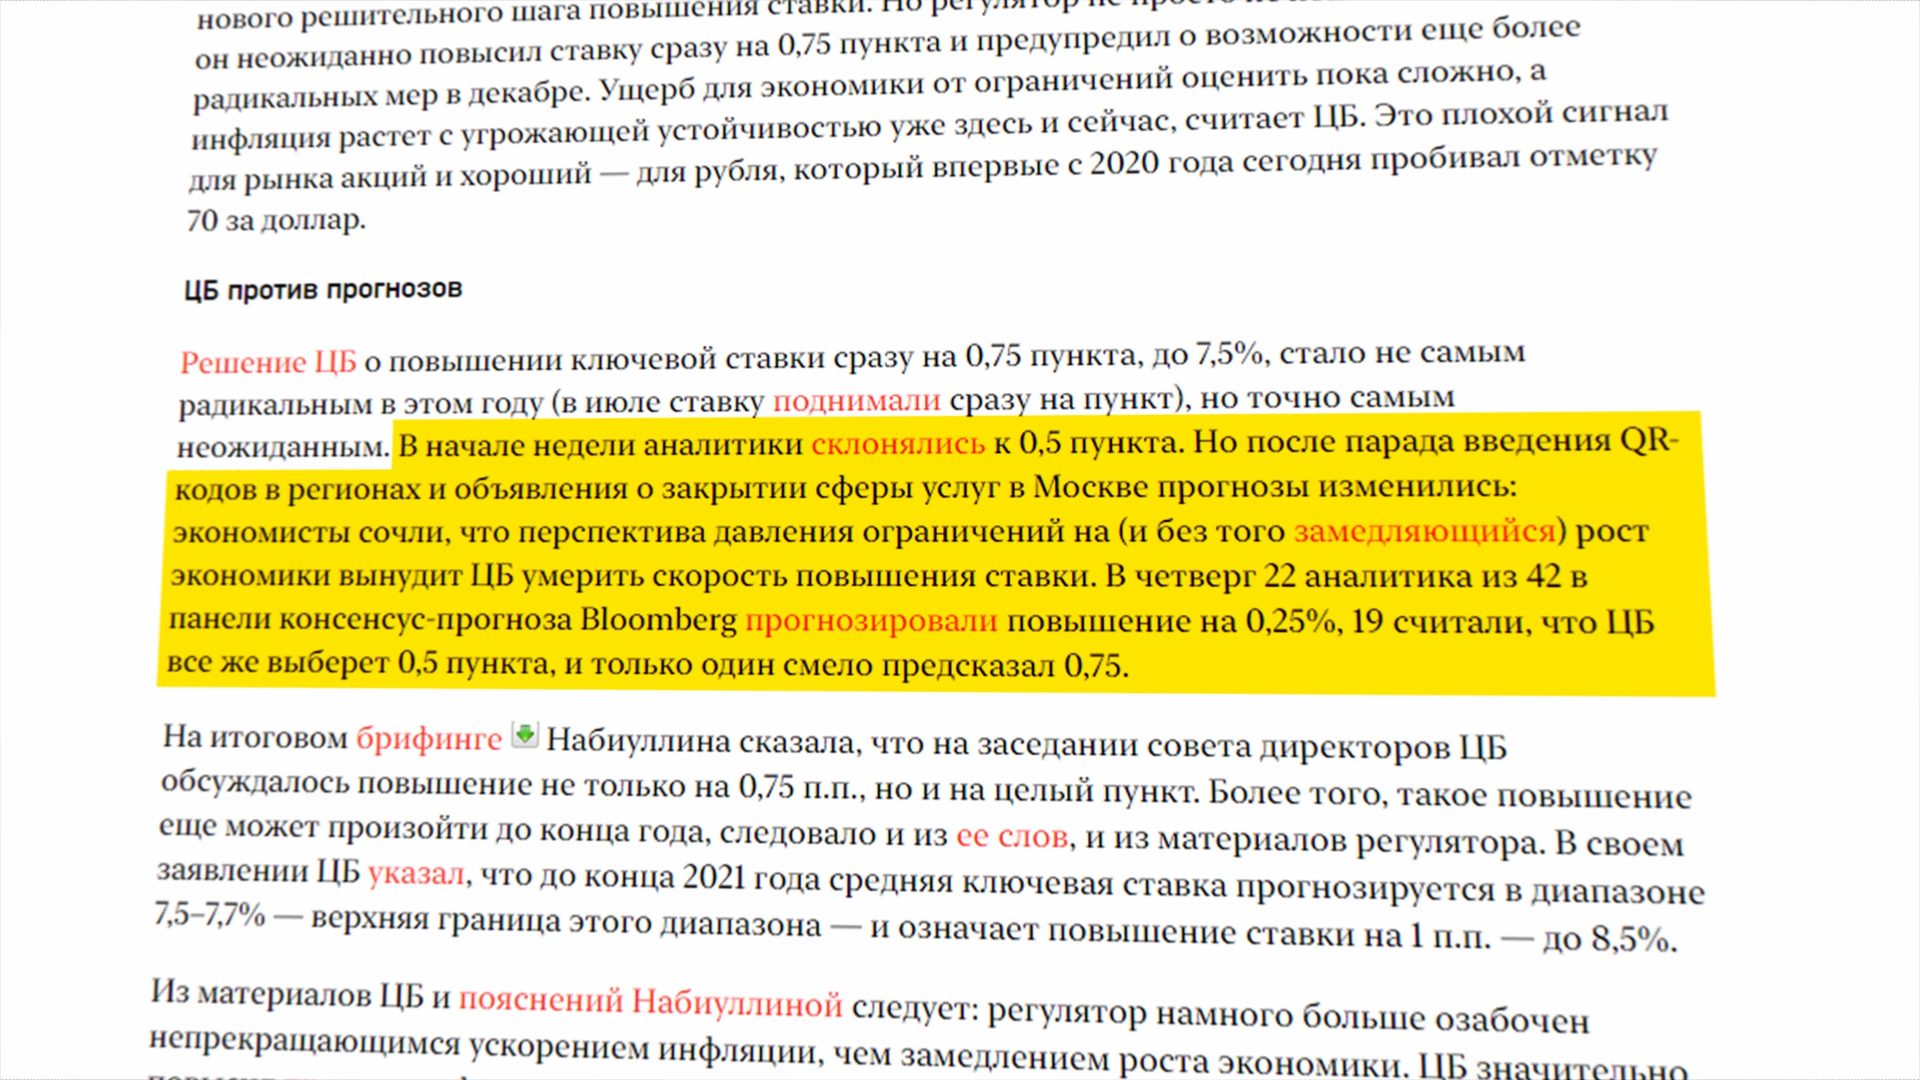 нового решительного шага повышения ставки. Но регулятор не просто не
он неожиданно повысил ставку сразу на 0,75 пункта и предупредил о возможности еще более
радикальных мер в декабре. Ущерб для экономики от ограничений оценить пока сложно, а
инфляция растет с угрожающей устойчивостью уже здесь и сейчас, считает ЦБ. Это плохой сигнал
для рынка акций и хороший — для рубля, который впервые с 2020 года сегодня пробивал отметку
70 за доллар.
ЦБ против прогнозов
Решение ЦБ о повышении ключевой ставки сразу на 0,75 пункта, до 7,5%, стало не самым
радикальным в этом году (в июле ставку поднимали сразу на пункт), но точно самым
неожиданным. В начале недели аналитики склонялись к 0,5 пункта. Но после парада введения QR-
кодов в регионах и объявления о закрытии сферы услуг в Москве прогнозы изменились:
экономисты сочли, что перспектива давления ограничений на (и без того замедляющийся) рост
экономики вынудит ЦБ умерить скорость повышения ставки. В четверг 22 аналитика из 42 в
панели консенсус-прогноза Bloomberg прогнозировали повышение на 0,25%, 19 считали, что ЦБ
все же выберет 0,5 пункта, и только один смело предсказал 0,75.
На итоговом брифинге Набиуллина сказала, что на заседании совета директоров ЦБ
обсуждалось повышение не только на 0,75 п.п., но и на целый пункт. Более того, такое повышение
еще может произойти до конца года, следовало и из ее слов, и из материалов регулятора. В своем
заявлении ЦБ указал, что до конца 2021 года средняя ключевая ставка прогнозируется в диапазоне
7,5–7,7% — верхняя граница этого диапазона — и означает повышение ставки на 1 п.п. — до 8,5%.
Из материалов ЦБ и пояснений Набиуллиной следует: регулятор намного больше озабочен
непрекращающимся ускорением инфляции, чем замедлением роста экономики. ЦБ значительно